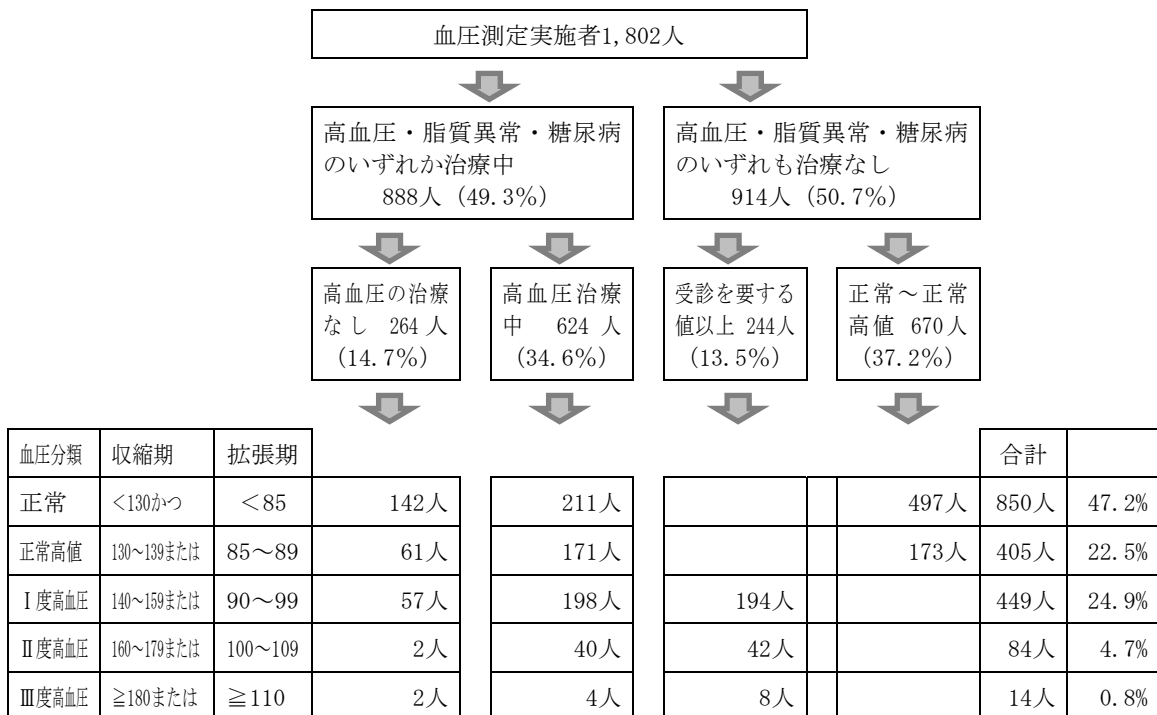 血圧測定実施者1,802人
高血圧・脂質異常・糖尿病
のいずれか治療中
888人 (49.3%)
高血圧・脂質異常・糖尿病
のいずれも治療なし
914人 (50.7%)
高血圧の治療
なし 264人
(14.7%)
高血圧治療
中 624人
(34.6%)
受診を要する
値以上 244人
(13.5%)
正常～正常
高値 670人
(37.2%)
血圧分類 収縮期 拡張期 合計
正常 <130かつ <85 142人 211人 497人 850人 47.2%
正常高値 130~139または 85～89 61人 171人 173人 405人 22.5%
Ⅰ度高血圧 140~159または 90～99 57人 198人 194人 449人 24.9%
Ⅱ度高血圧 160~179または 100~109 2人 40人 42人 84人 4.7%
Ⅲ度高血圧 ≧180または ≧110 2人 4人 8人 14人 0.8%